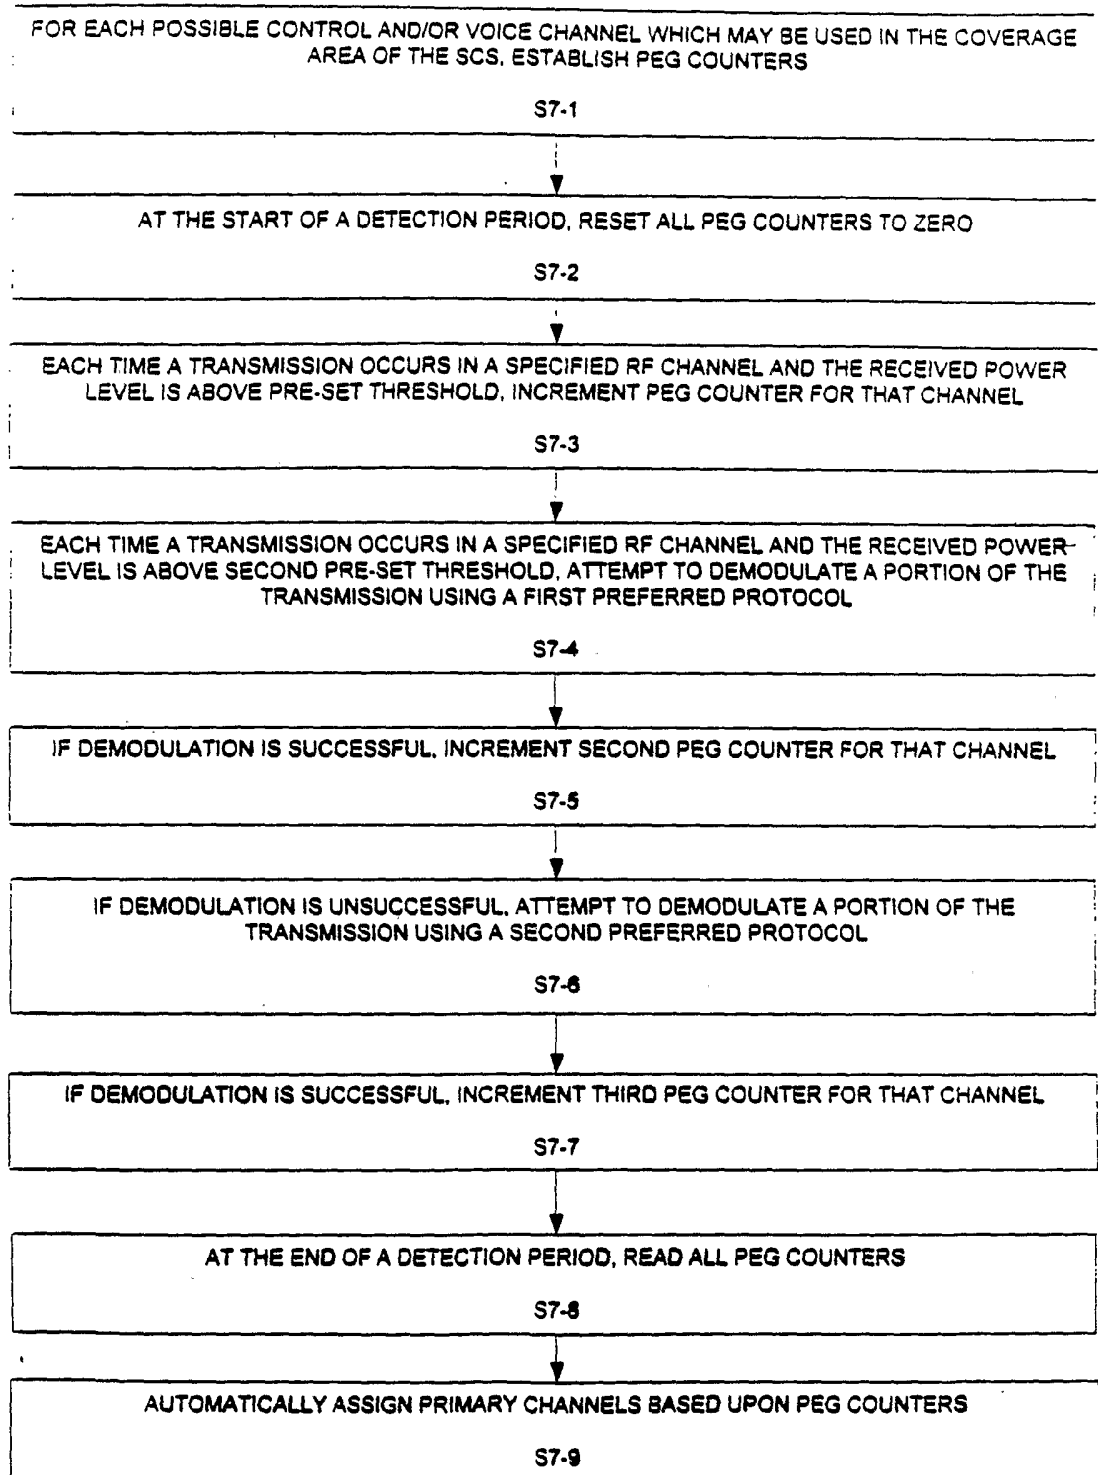 FOR EACH POSSIBLE CONTROL AND/OR VOICE CHANNEL WHICH MAY BE USED IN THE COVERAGE
AREA OF THE SCS, ESTABLISH PEG COUNTERS
S7-1
AT THE START OF A DETECTION PERIOD, RESET ALL PEG COUNTERS TO ZERO
S7-2
EACH TIME A TRANSMISSION OCCURS IN A SPECIFIED RF CHANNEL AND THE RECEIVED POWER
LEVEL IS ABOVE PRE-SET THRESHOLD, INCREMENT PEG COUNTER FOR THAT CHANNEL
S7-3
EACH TIME A TRANSMISSION OCCURS IN A SPECIFIED RF CHANNEL AND THE RECEIVED POWER
LEVEL IS ABOVE SECOND PRE-SET THRESHOLD, ATTEMPT TO DEMODULATE A PORTION OF THE
TRANSMISSION USING A FIRST PREFERRED PROTOCOL
S7-4
IF DEMODULATION IS SUCCESSFUL, INCREMENT SECOND PEG COUNTER FOR THAT CHANNEL
S7-5
IF DEMODULATION IS UNSUCCESSFUL, ATTEMPT TO DEMODULATE A PORTION OF THE
TRANSMISSION USING A SECOND PREFERRED PROTOCOL
S7-6
IF DEMODULATION IS SUCCESSFUL, INCREMENT THIRD PEG COUNTER FOR THAT CHANNEL
S7-7
AT THE END OF A DETECTION PERIOD, READ ALL PEG COUNTERS
S7-8
AUTOMATICALLY ASSIGN PRIMARY CHANNELS BASED UPON PEG COUNTERS
S7-9